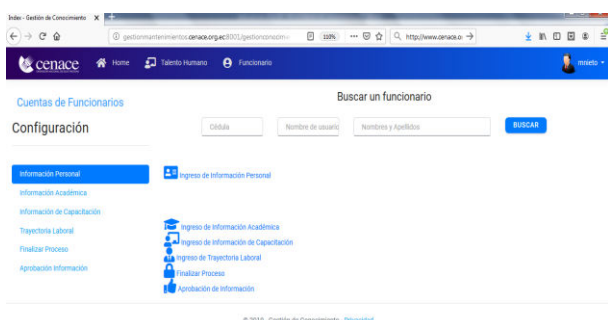 Index - Gestión de Conocimiento
gestionmantenimientos.cenace.org.ec:8001/gestionconocim
110%
http://www.cenace.o
cenace
Home
Talento Humano
Funcionario
mnieto
Cuentas de Funcionarios
Buscar un funcionario
Configuración
Cédula
Nombre de usuario
Nombres y Apellidos
BUSCAR
Información Personal
Ingreso de Información Personal
Información Académica
Información de Capacitación
Trayectoria Laboral
Finalizar Proceso
Aprobación Información
Ingreso de Información Académica
Ingreso de Información de Capacitación
Ingreso de Trayectoria Laboral
Finalizar Proceso
Aprobación de Información
© 2019 - Gestión de Conocimiento - Privacidad